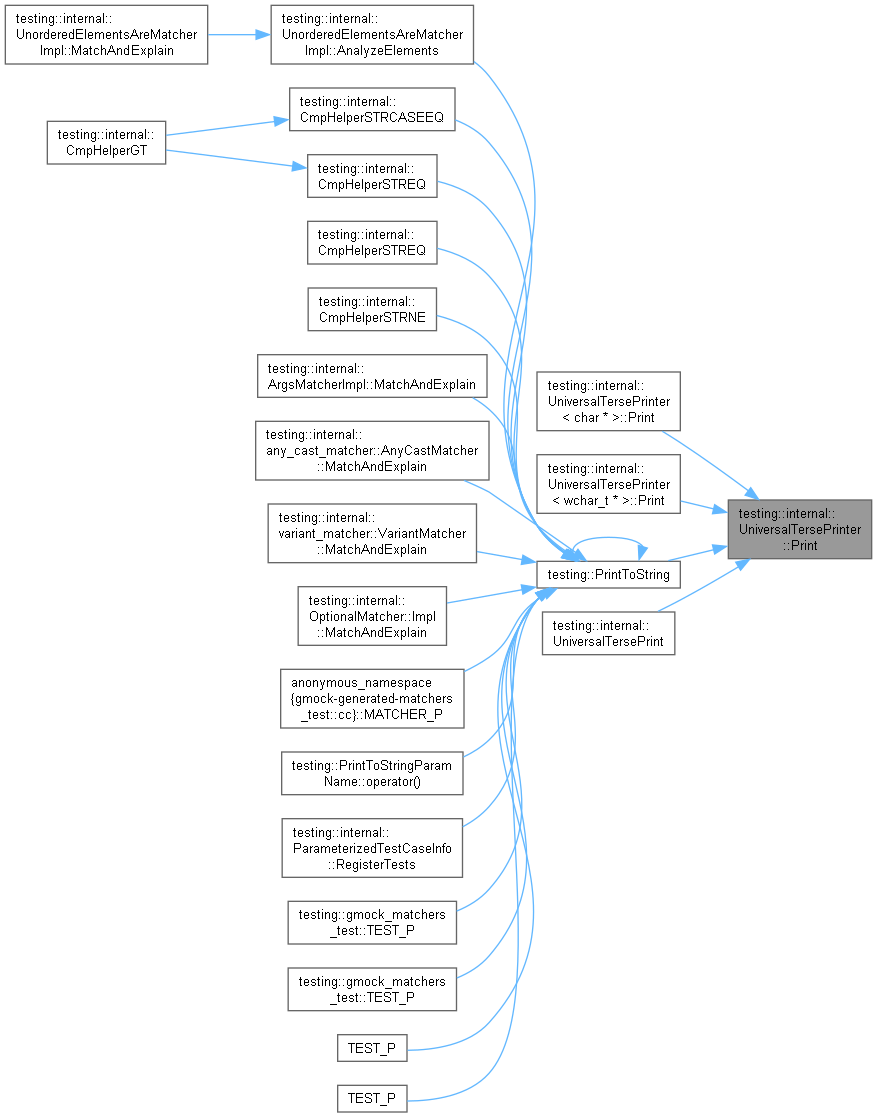 testing::internal::
UnorderedElementsAreMatcher
Impl::MatchAndExplain
testing::internal::
UnorderedElementsAreMatcher
Impl::AnalyzeElements
testing::internal::
CmpHelperSTRCASEEQ
testing::internal::
CmpHelperGT
testing::internal::
CmpHelperSTREQ
testing::internal::
CmpHelperSTREQ
testing::internal::
CmpHelperSTRNE
testing::internal::
ArgsMatcherImpl::MatchAndExplain
testing::internal::
any_cast_matcher::AnyCastMatcher
::MatchAndExplain
testing::internal::
variant_matcher::VariantMatcher
::MatchAndExplain
testing::internal::
OptionalMatcher::Impl
::MatchAndExplain
anonymous_namespace
{gmock-generated-matchers
_test::cc}::MATCHER_P
testing::PrintToStringParam
Name::operator()
testing::internal::
ParameterizedTestCaseInfo
::RegisterTests
testing::gmock_matchers
_test::TEST_P
testing::gmock_matchers
_test::TEST_P
TEST_P
TEST_P
testing::internal::
UniversalTersePrinter
< char * >::Print
testing::internal::
UniversalTersePrinter
< wchar_t * >::Print
testing::PrintToString
testing::internal::
UniversalTersePrint
testing::internal::
UniversalTersePrinter
::Print